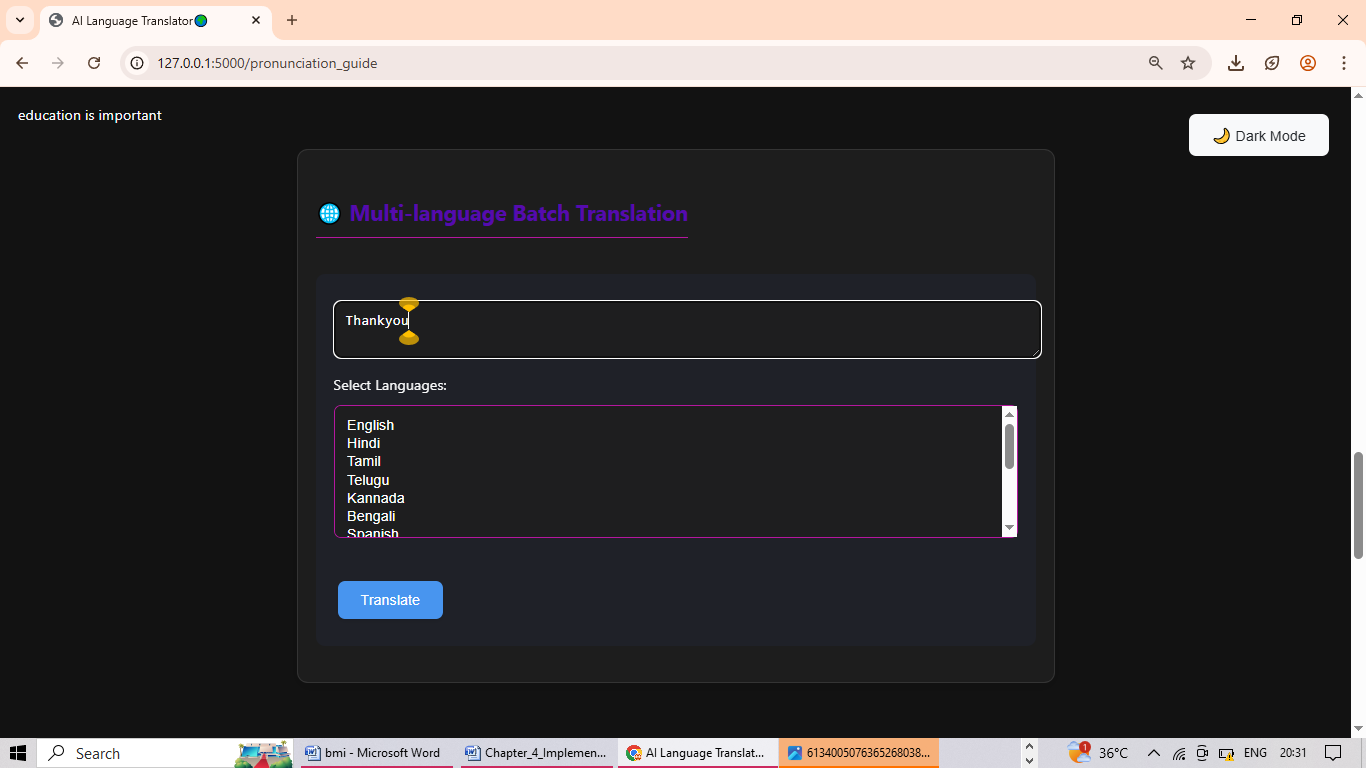 AI Language Translator
127.0.0.1:5000/pronunciation_guide
education is important
Dark Mode
Multi-language Batch Translation
Thankyou
Select Languages:
English
Hindi
Tamil
Telugu
Kannada
Bengali
Spanish
Translate
Search
bmi - Microsoft Word
Chapter_4_Implemen...
AI Language Translat...
6134005076365268038...
1
36°C
ENG
20:31